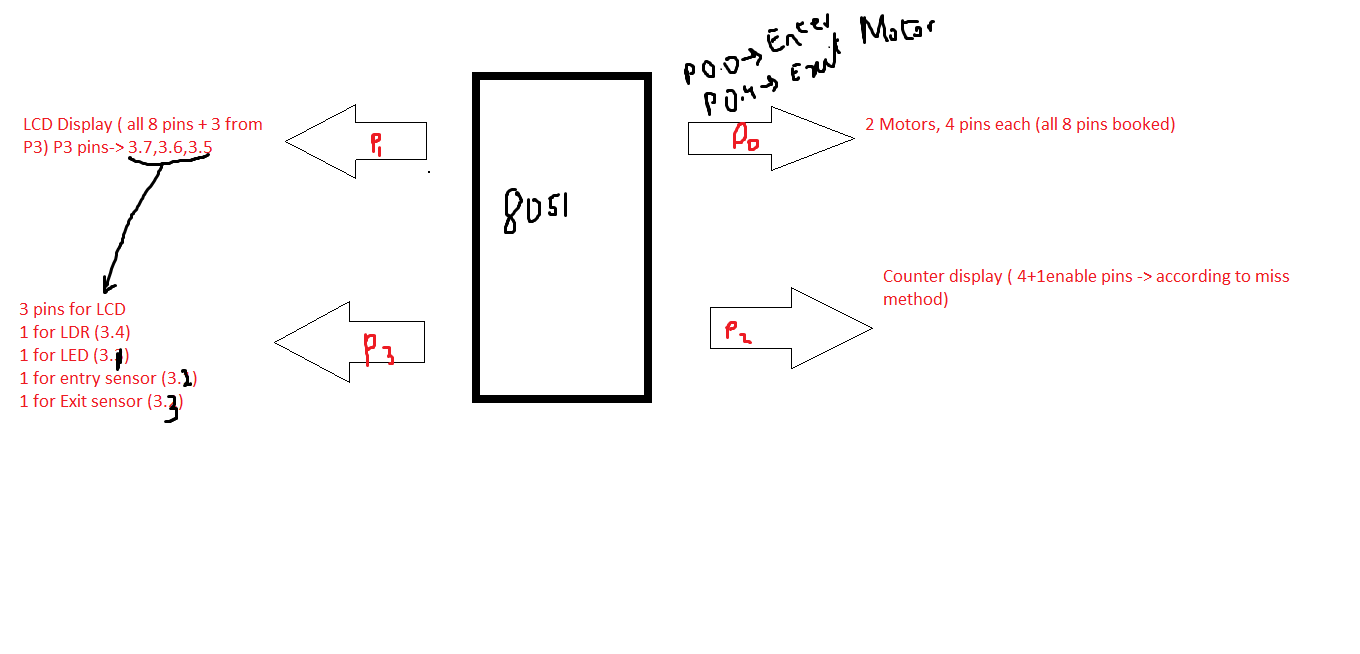 P0.0→ Enter Motor
P0.4→ Exit
LCD Display ( all 8 pins + 3 from
P3) P3 pins-> 3.7,3.6,3.5
P1
P0
2 Motors, 4 pins each (all 8 pins booked)
8051
Counter display ( 4+1enable pins -> according to miss
method)
3 pins for LCD
1 for LDR (3.4)
1 for LED (3.1)
1 for entry sensor (3.2)
1 for Exit sensor (3.3)
P3
P2